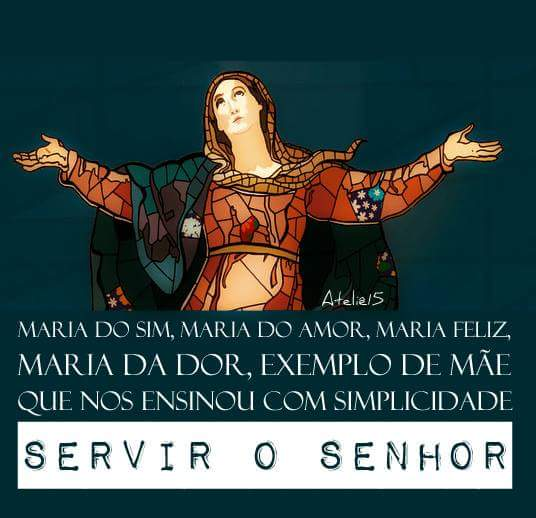 Atelie15
MARIA DO SIM, MARIA DO AMOR, MARIA FELIZ,
MARIA DA DOR, EXEMPLO DE MÃE
QUE NOS ENSINOU COM SIMPLICIDADE
SERVIR O SENHOR